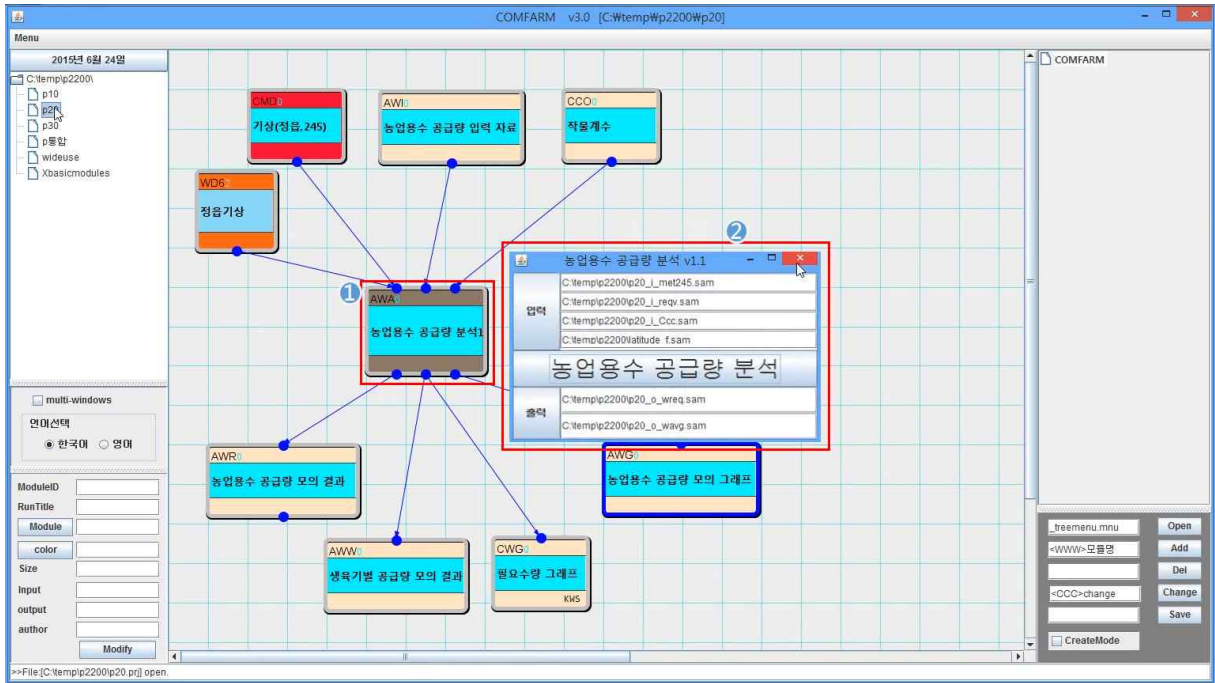 COMFARM v3.0 [C:₩temp₩p2200₩p20]
Menu
2015년 6월 24일
C:\temp\p2200\
p10
p20
p30
p통합
wideuse
Xbasicmodules
multi-windows
언어선택
한국어 영어
ModuleID
RunTitle
Module
color
Size
Input
output
author
Modify
CMD0
기상(정읍,245)
AWI0
농업용수 공급량 입력 자료
CCO0
작물계수
WD62
정읍기상
1
AWA0
농업용수 공급량 분석1
2
농업용수 공급량 분석 v1.1
입력
C:\temp\p2200\p20_i_met245.sam
C:\temp\p2200\p20_i_reqv.sam
C:\temp\p2200\p20_i_Ccc.sam
C:\temp\p2200\latitude_f.sam
농업용수 공급량 분석
출력
C:\temp\p2200\p20_o_wreq.sam
C:\temp\p2200\p20_o_wavg.sam
AWR0
농업용수 공급량 모의 결과
AWG0
농업용수 공급량 모의 그래프
AWW0
생육기별 공급량 모의 결과
CWG0
필요수량 그래프
KWS
COMFARM
_treemenu.mnu Open
<WWW>모듈명 Add
Del
<CCC>change Change
Save
CreateMode
>>File:[C:\temp\p2200\p20.prj] open.